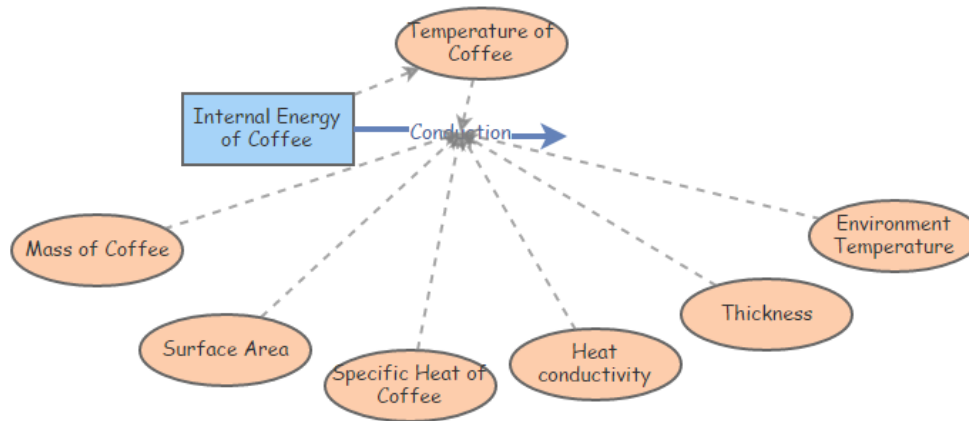 Temperature of
Coffee
Internal Energy
of Coffee
Conduction
Mass of Coffee
Environment
Temperature
Thickness
Surface Area
Heat
conductivity
Specific Heat of
Coffee